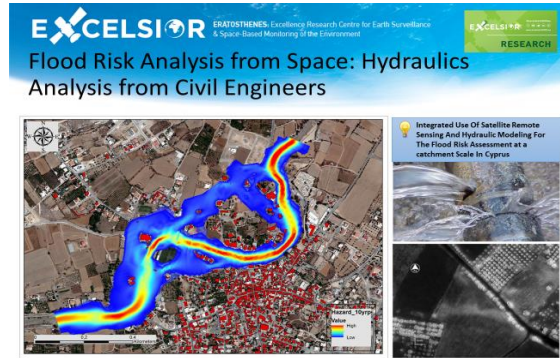 EXCELSIOR
ERATOSTHENES: Excellence Research Centre for Earth Surveillance
& Space-Based Monitoring of the Environment
EXCELSIOR
RESEARCH
Flood Risk Analysis from Space: Hydraulics
Analysis from Civil Engineers
Integrated Use Of Satellite Remote
Sensing And Hydraulic Modeling For
The Flood Risk Assessment at a
catchment Scale In Cyprus
Hazard_10yrp
Value
High
Low